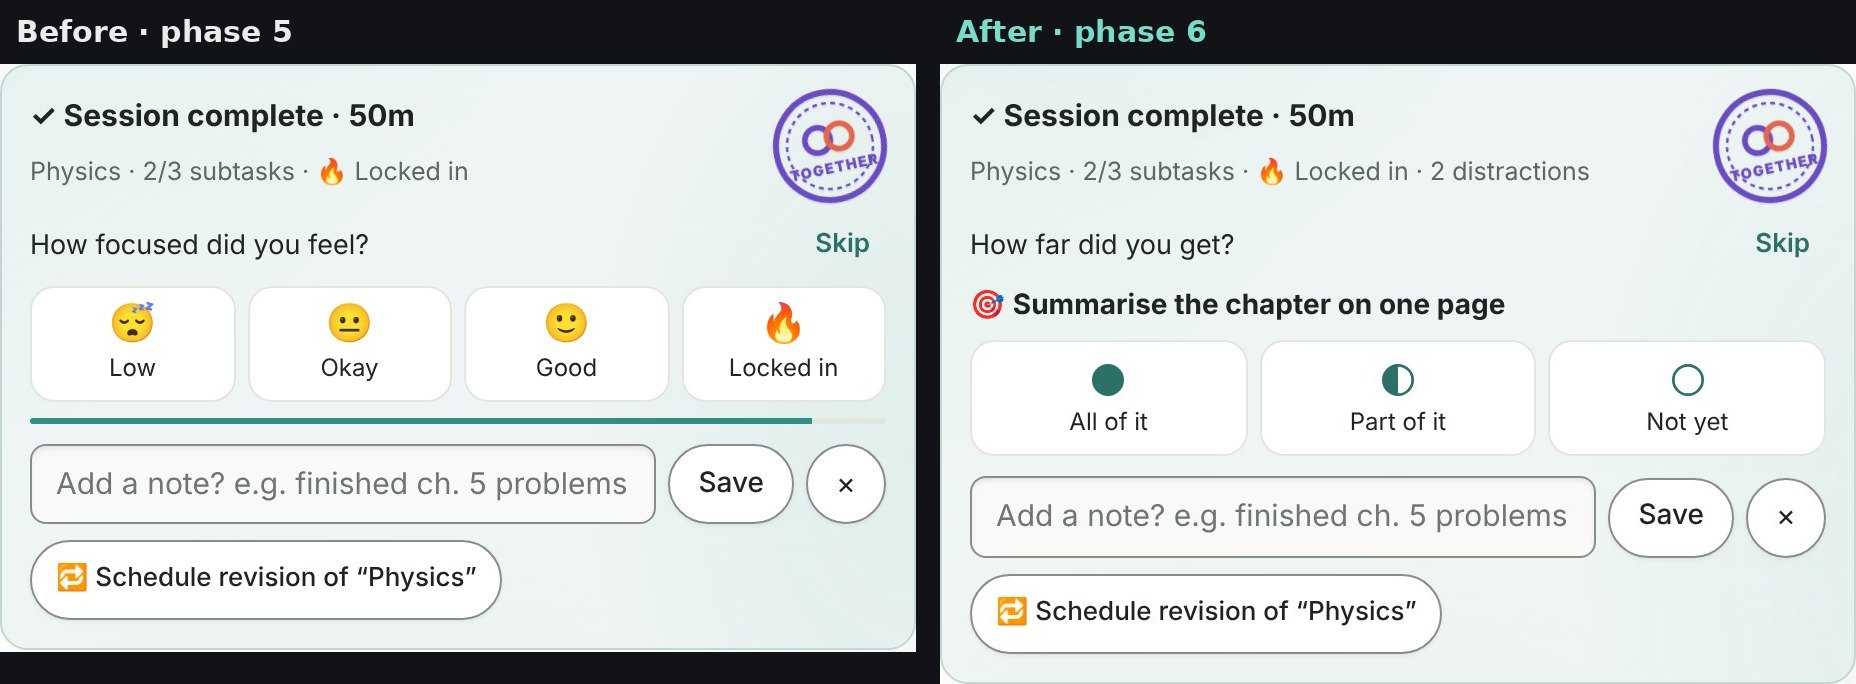 Before · phase 5
✓ Session complete · 50m
TOGETHER
Physics · 2/3 subtasks · 🔥 Locked in
How focused did you feel?
Skip
Low
Okay
Good
Locked in
Add a note? e.g. finished ch. 5 problems
Save
×
🔁 Schedule revision of “Physics”
After · phase 6
✓ Session complete · 50m
TOGETHER
Physics · 2/3 subtasks · 🔥 Locked in · 2 distractions
How far did you get?
Skip
🎯 Summarise the chapter on one page
All of it
Part of it
Not yet
Add a note? e.g. finished ch. 5 problems
Save
×
🔁 Schedule revision of “Physics”